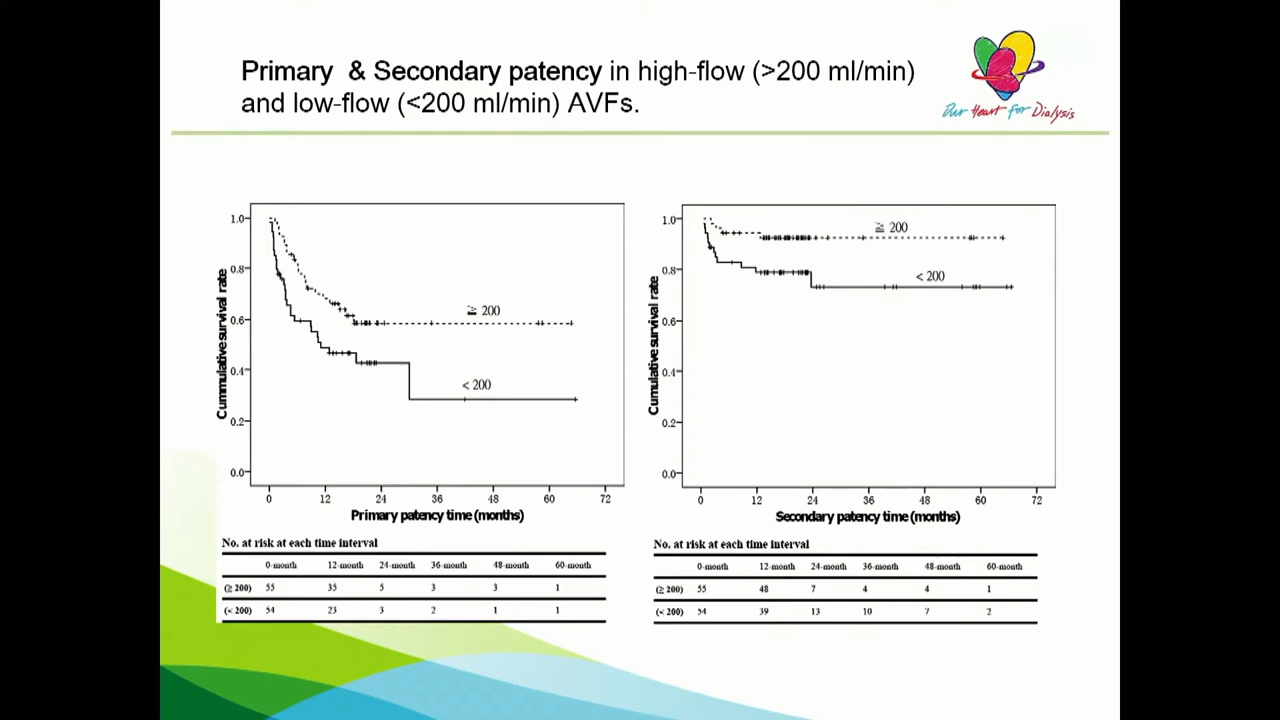 Primary & Secondary patency in high-flow (>200 ml/min)
and low-flow (<200 ml/min) AVFs.
Our Heart For Dialysis
1.0
0.8
0.6
0.4
0.2
0.0
Cummulative survival rate
≧ 200
< 200
0 12 24 36 48 60 72
Primary patency time (months)
1.0
0.8
0.6
0.4
0.2
0.0
Cumulative survival rate
≧ 200
< 200
0 12 24 36 48 60 72
Secondary patency time (months)
No. at risk at each time interval
0-month 12-month 24-month 36-month 48-month 60-month
(≥ 200) 55 35 5 3 3 1
(< 200) 54 23 3 2 1 1
No. at risk at each time interval
0-month 12-month 24-month 36-month 48-month 60-month
(≥ 200) 55 48 7 4 4 1
(< 200) 54 39 13 10 7 2